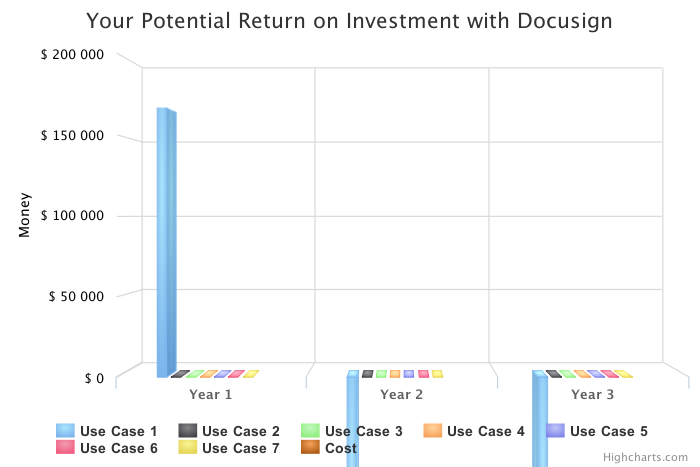 Your Potential Return on Investment with Docusign
$ 200 000
$ 150 000
$ 100 000
$ 50 000
$ 0
Money
Year 1 Year 2 Year 3
Use Case 1 Use Case 2 Use Case 3 Use Case 4 Use Case 5
Use Case 6 Use Case 7 Cost
Highcharts.com